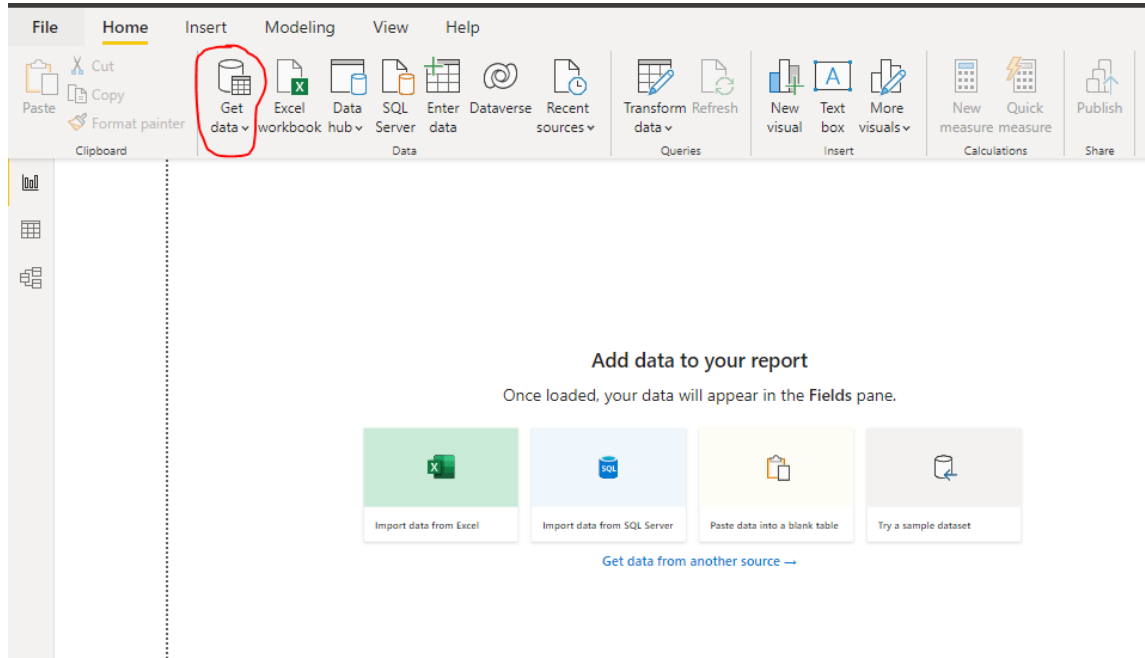 File Home Insert Modeling View Help
Paste
Cut
Copy
Format painter
Clipboard
Get data
Excel workbook
Data hub
SQL Server
Enter data
Dataverse
Recent sources
Data
Transform data
Refresh
Queries
New visual
Text box
More visuals
Insert
New measure
Quick measure
Calculations
Publish
Share
Add data to your report
Once loaded, your data will appear in the Fields pane.
Import data from Excel
SQL
Import data from SQL Server
Paste data into a blank table
Try a sample dataset
Get data from another source →